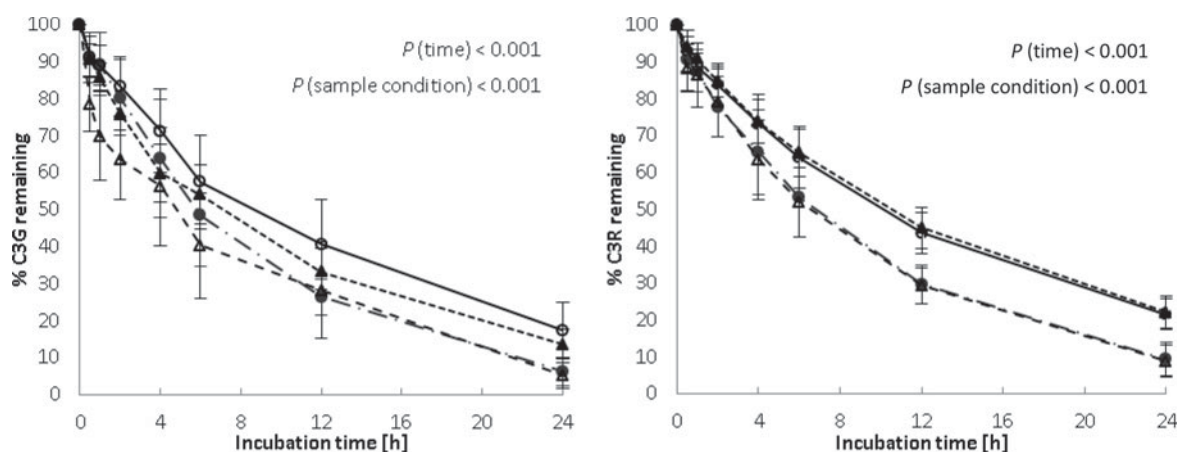 100
90
80
70
60
50
40
30
20
10
0
% C3G remaining
P (time) < 0.001
P (sample condition) < 0.001
0 4 8 12 16 20 24
Incubation time [h]
100
90
80
70
60
50
40
30
20
10
0
% C3R remaining
P (time) < 0.001
P (sample condition) < 0.001
0 4 8 12 16 20 24
Incubation time [h]